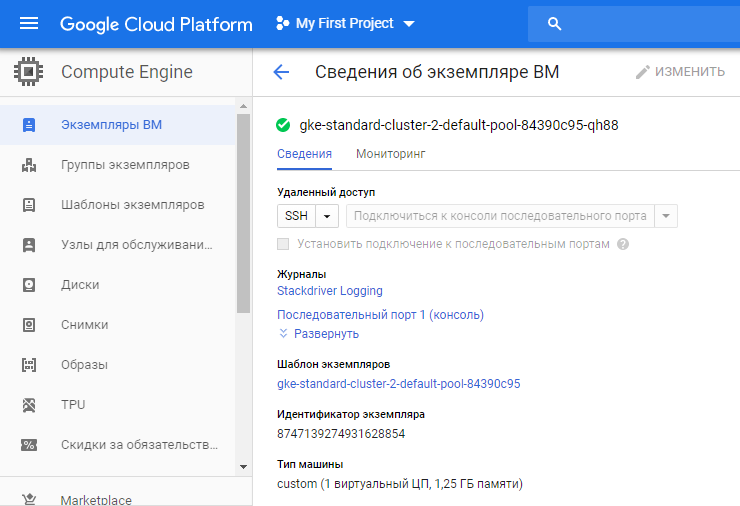 Google Cloud Platform
My First Project
Compute Engine
Экземпляры ВМ
Группы экземпляров
Шаблоны экземпляров
Узлы для обслуживани...
Диски
Снимки
Образы
TPU
Скидки за обязательств...
Marketplace
Сведения об экземпляре ВМ
ИЗМЕНИТЬ
gke-standard-cluster-2-default-pool-84390c95-qh88
Сведения Мониторинг
Удаленный доступ
SSH Подключиться к консоли последовательного порта
Установить подключение к последовательным портам ?
Журналы
Stackdriver Logging
Последовательный порт 1 (консоль)
Развернуть
Шаблон экземпляров
gke-standard-cluster-2-default-pool-84390c95
Идентификатор экземпляра
8747139274931628854
Тип машины
custom (1 виртуальный ЦП, 1,25 ГБ памяти)